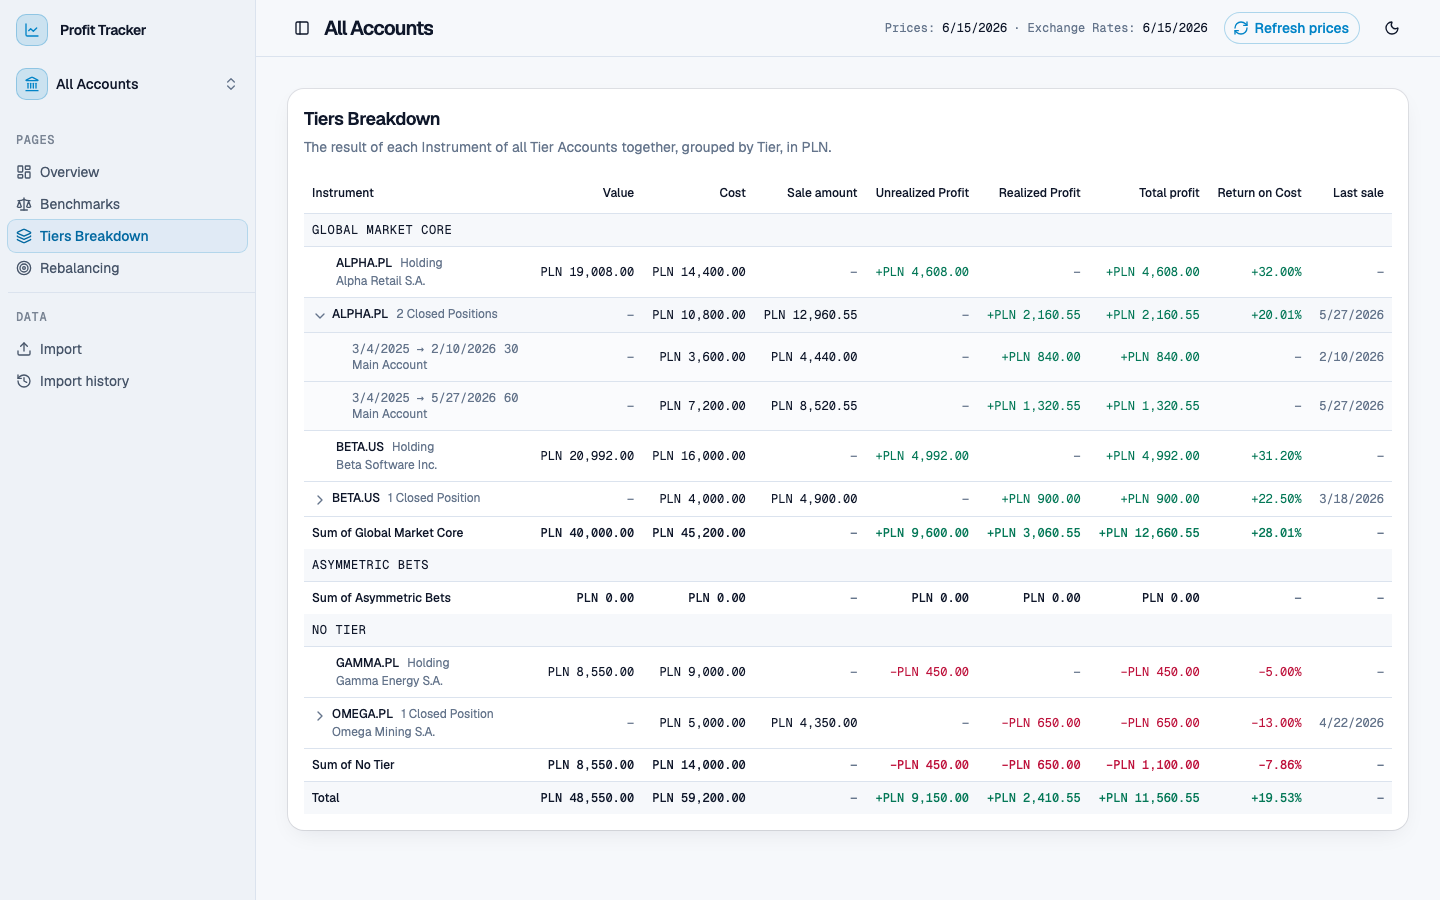 Profit Tracker
All Accounts
PAGES
Overview
Benchmarks
Tiers Breakdown
Rebalancing
DATA
Import
Import history
All Accounts
Prices: 6/15/2026 · Exchange Rates: 6/15/2026
Refresh prices
Tiers Breakdown
The result of each Instrument of all Tier Accounts together, grouped by Tier, in PLN.
Instrument Value Cost Sale amount Unrealized Profit Realized Profit Total profit Return on Cost Last sale
GLOBAL MARKET CORE
ALPHA.PL Holding
Alpha Retail S.A.
PLN 19,008.00 PLN 14,400.00 – +PLN 4,608.00 – +PLN 4,608.00 +32.00% –
ALPHA.PL 2 Closed Positions – PLN 10,800.00 PLN 12,960.55 – +PLN 2,160.55 +PLN 2,160.55 +20.01% 5/27/2026
3/4/2025 → 2/10/2026 30
Main Account
– PLN 3,600.00 PLN 4,440.00 – +PLN 840.00 +PLN 840.00 – 2/10/2026
3/4/2025 → 5/27/2026 60
Main Account
– PLN 7,200.00 PLN 8,520.55 – +PLN 1,320.55 +PLN 1,320.55 – 5/27/2026
BETA.US Holding
Beta Software Inc.
PLN 20,992.00 PLN 16,000.00 – +PLN 4,992.00 – +PLN 4,992.00 +31.20% –
BETA.US 1 Closed Position – PLN 4,000.00 PLN 4,900.00 – +PLN 900.00 +PLN 900.00 +22.50% 3/18/2026
Sum of Global Market Core PLN 40,000.00 PLN 45,200.00 – +PLN 9,600.00 +PLN 3,060.55 +PLN 12,660.55 +28.01% –
ASYMMETRIC BETS
Sum of Asymmetric Bets PLN 0.00 PLN 0.00 – PLN 0.00 PLN 0.00 PLN 0.00 – –
NO TIER
GAMMA.PL Holding
Gamma Energy S.A.
PLN 8,550.00 PLN 9,000.00 – −PLN 450.00 – −PLN 450.00 −5.00% –
OMEGA.PL 1 Closed Position
Omega Mining S.A.
– PLN 5,000.00 PLN 4,350.00 – −PLN 650.00 −PLN 650.00 −13.00% 4/22/2026
Sum of No Tier PLN 8,550.00 PLN 14,000.00 – −PLN 450.00 −PLN 650.00 −PLN 1,100.00 −7.86% –
Total PLN 48,550.00 PLN 59,200.00 – +PLN 9,150.00 +PLN 2,410.55 +PLN 11,560.55 +19.53% –